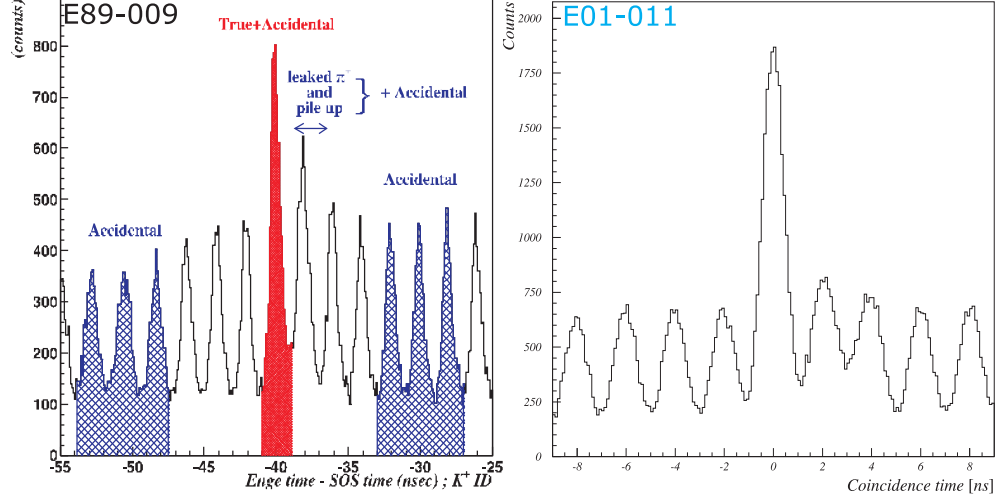 E89-009
(counts)
True+Accidental
leaked π+
and
pile up
} + Accidental
Accidental
Accidental
800
700
600
500
400
300
200
100
0
-55 -50 -45 -40 -35 -30 -25
Enge time - SOS time (nsec) ; K+ ID
E01-011
Counts
2000
1750
1500
1250
1000
750
500
250
0
-8 -6 -4 -2 0 2 4 6 8
Coincidence time [ns]